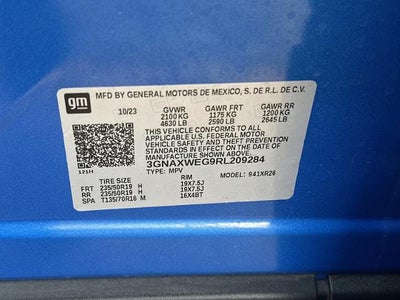 gm
MFD BY GENERAL MOTORS DE MEXICO, S. DE R.L. DE C.V.
10/23 GVWR GAWR FRT GAWR RR
2100 KG 1175 KG 1200 KG
4630 LB 2590 LB 2645 LB
THIS VEHICLE CONFORMS TO ALL
APPLICABLE U.S. FEDERAL MOTOR
VEHICLE SAFETY AND THEFT PREVENTION
STANDARDS IN EFFECT ON THE DATE OF
MANUFACTURE SHOWN ABOVE.
3GNAXWEG9RL209284
121H TYPE: MPV MODEL: 941XR26
TIRE SIZE RIM
FRT 235/50R19 H 19X7.5J
RR 235/50R19 H 19X7.5J
SPA T135/70R16 M 16X4BT